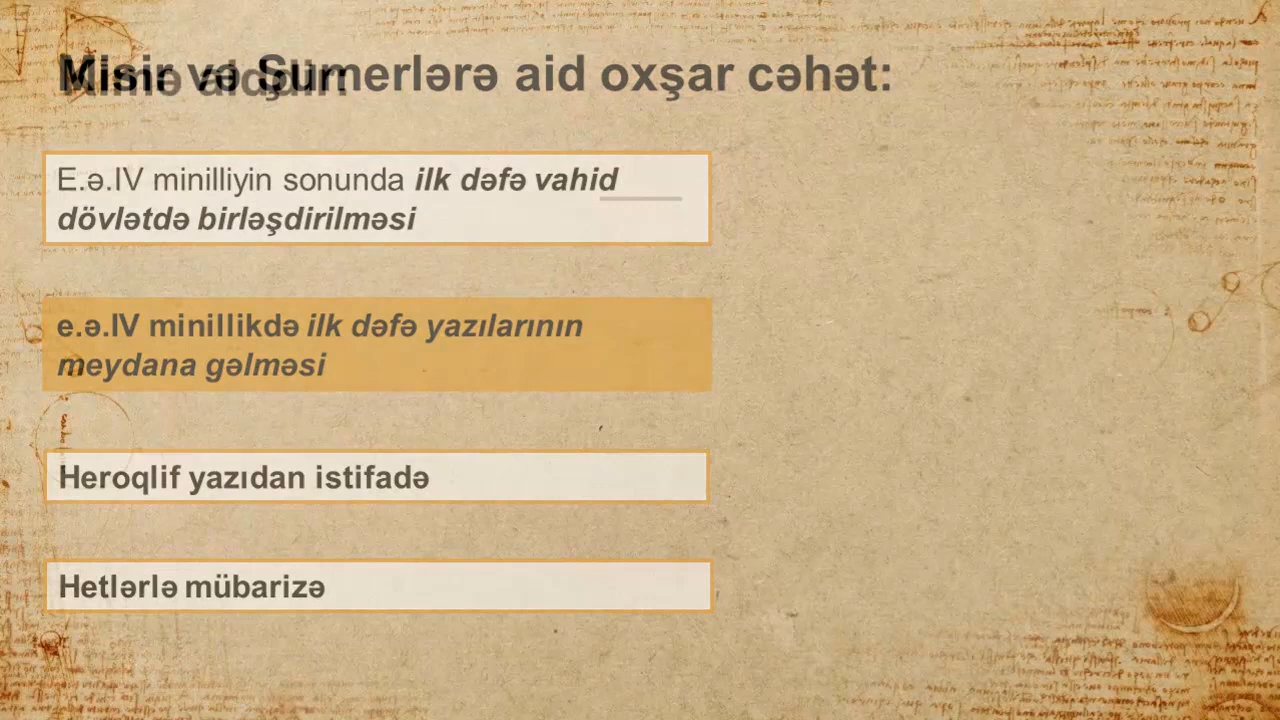 Misir və Şumerlərə aid oxşar cəhət:
E.ə.IV minilliyin sonunda ilk dəfə vahid
dövlətdə birləşdirilməsi
e.ə.IV minillikdə ilk dəfə yazılarının
meydana gəlməsi
Heroqlif yazıdan istifadə
Hetlərlə mübarizə